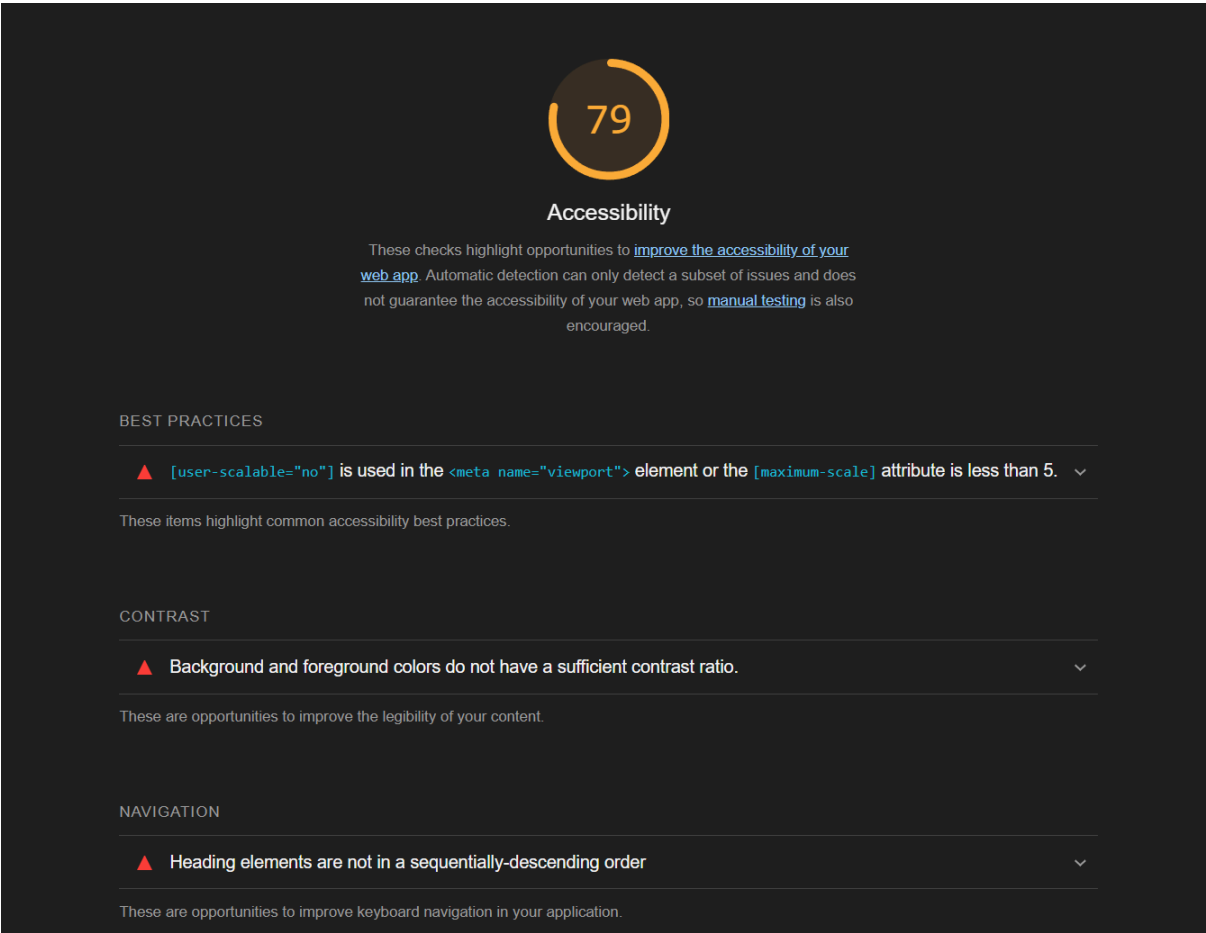 79
Accessibility
These checks highlight opportunities to improve the accessibility of your
web app. Automatic detection can only detect a subset of issues and does
not guarantee the accessibility of your web app, so manual testing is also
encouraged.
BEST PRACTICES
[user-scalable="no"] is used in the <meta name="viewport"> element or the [maximum-scale] attribute is less than 5.
These items highlight common accessibility best practices.
CONTRAST
Background and foreground colors do not have a sufficient contrast ratio.
These are opportunities to improve the legibility of your content.
NAVIGATION
Heading elements are not in a sequentially-descending order
These are opportunities to improve keyboard navigation in your application.